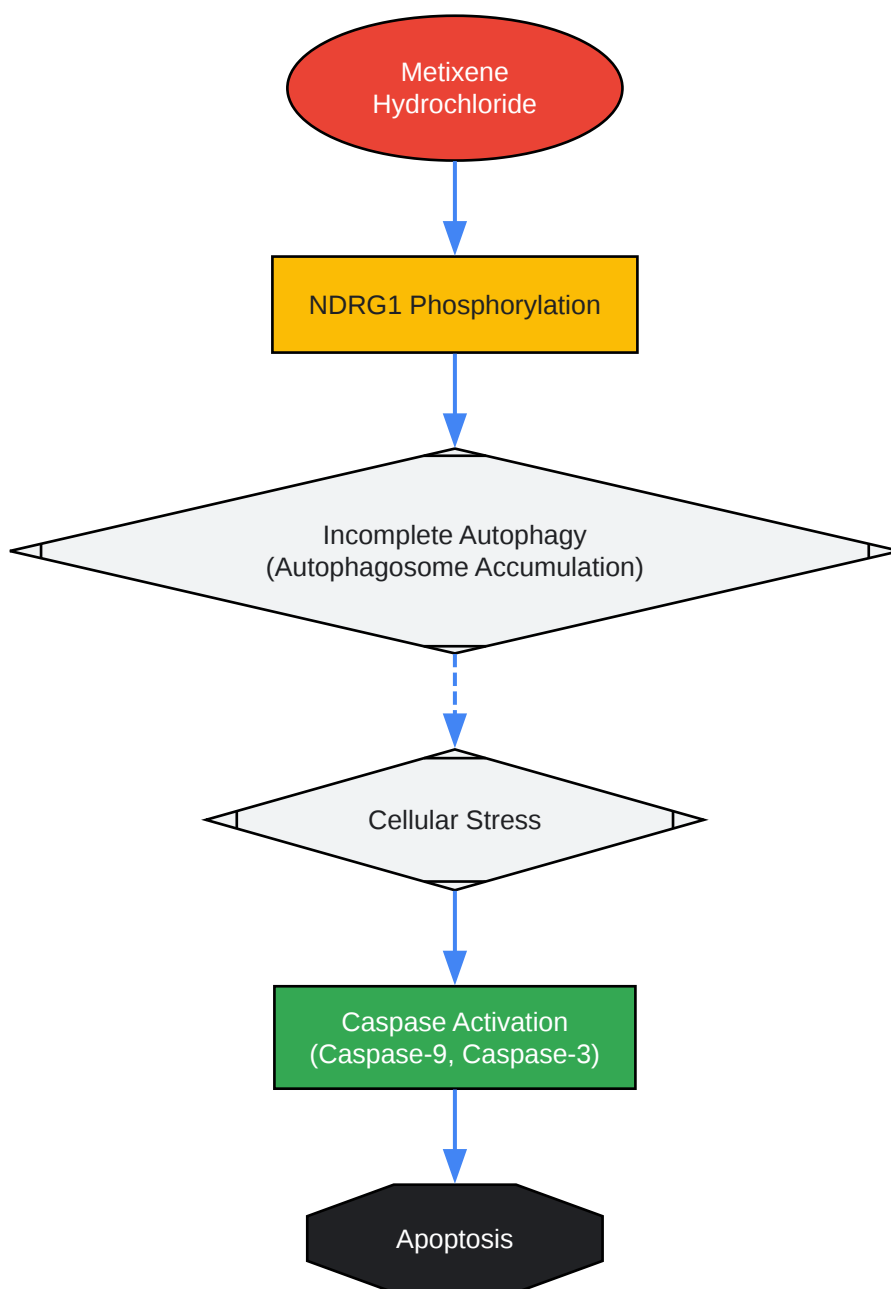 Metixene
Hydrochloride
NDRG1 Phosphorylation
Incomplete Autophagy
(Autophagosome Accumulation)
Cellular Stress
Caspase Activation
(Caspase-9, Caspase-3)
Apoptosis